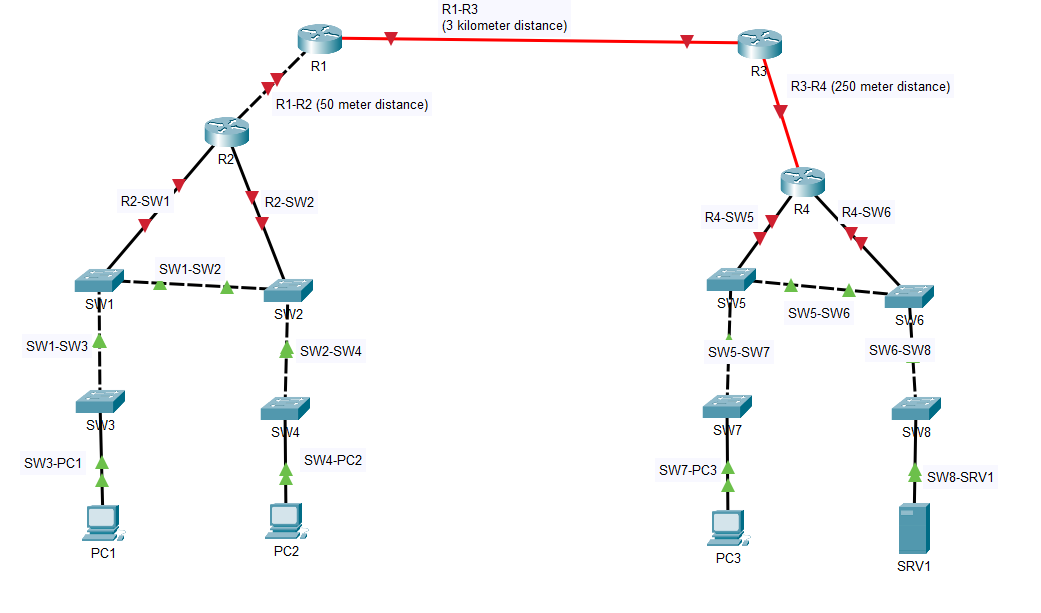 R1-R3
(3 kilometer distance)
R1
R3
R3-R4 (250 meter distance)
R1-R2 (50 meter distance)
R2
R4
R2-SW1
R2-SW2
R4-SW5
R4-SW6
SW1-SW2
SW1
SW2
SW5
SW5-SW6
SW6
SW1-SW3
SW2-SW4
SW5-SW7
SW6-SW8
SW3
SW4
SW7
SW8
SW3-PC1
SW4-PC2
SW7-PC3
SW8-SRV1
PC1
PC2
PC3
SRV1